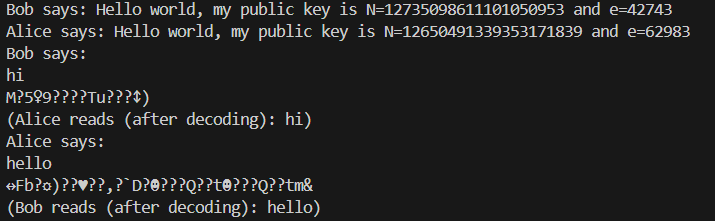 Bob says: Hello world, my public key is N=12735098611101050953 and e=42743
Alice says: Hello world, my public key is N=12650491339353171839 and e=62983
Bob says:
hi
M?5♀9????Tu???↕)
(Alice reads (after decoding): hi)
Alice says:
hello
↔Fb?☼)??♥??,?`D?☻???Q??t☻???Q??tm&
(Bob reads (after decoding): hello)